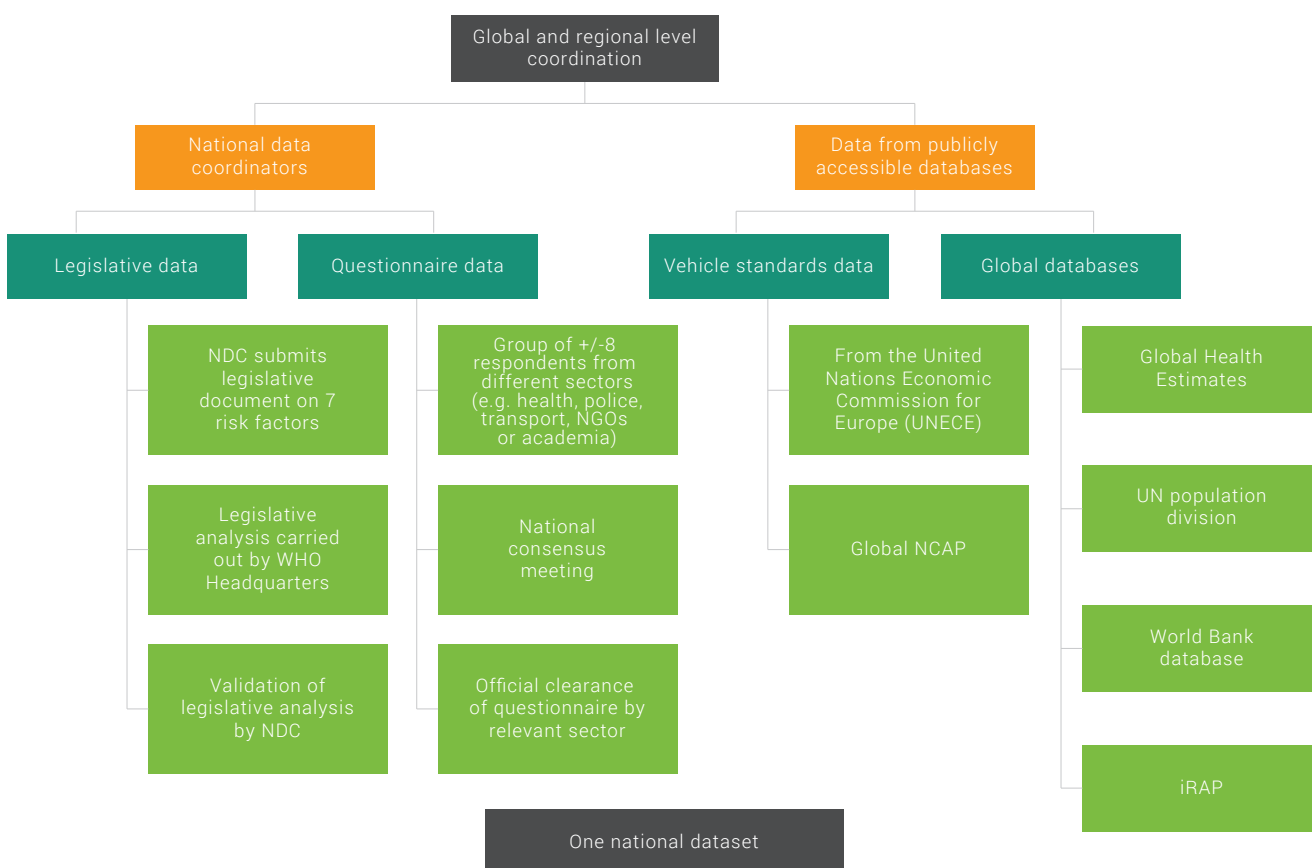 Global and regional level
coordination
National data
coordinators
Data from publicly
accessible databases
Legislative data
Questionnaire data
Vehicle standards data
Global databases
NDC submits
legislative
document on 7
risk factors
Legislative
analysis carried
out by WHO
Headquarters
Validation of
legislative analysis
by NDC
Group of +/-8
respondents from
different sectors
(e.g. health, police,
transport, NGOs
or academia)
National
consensus
meeting
Official clearance
of questionnaire by
relevant sector
From the United
Nations Economic
Commission for
Europe (UNECE)
Global NCAP
Global Health
Estimates
UN population
division
World Bank
database
iRAP
One national dataset